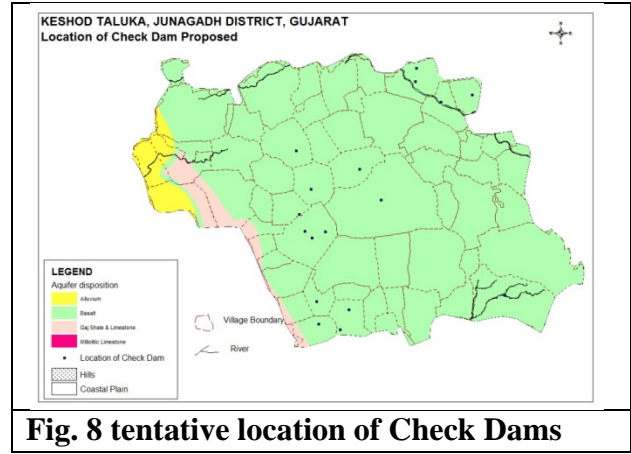 KESHOD TALUKA, JUNAGADH DISTRICT, GUJARAT
Location of Check Dam Proposed
LEGEND
Aquifer disposition
Alluvium
Basalt
Gaj Shale & Limestone
Milliolitic Limestone
Location of Check Dam
Hills
Coastal Plain
Village Boundary
River
Fig. 8 tentative location of Check Dams